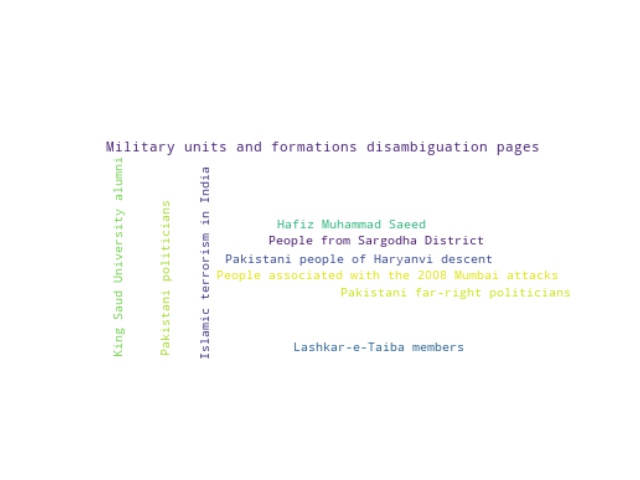 Military units and formations disambiguation pages
King Saud University alumni
Pakistani politicians
Islamic terrorism in India
Hafiz Muhammad Saeed
People from Sargodha District
Pakistani people of Haryanvi descent
People associated with the 2008 Mumbai attacks
Pakistani far-right politicians
Lashkar-e-Taiba members